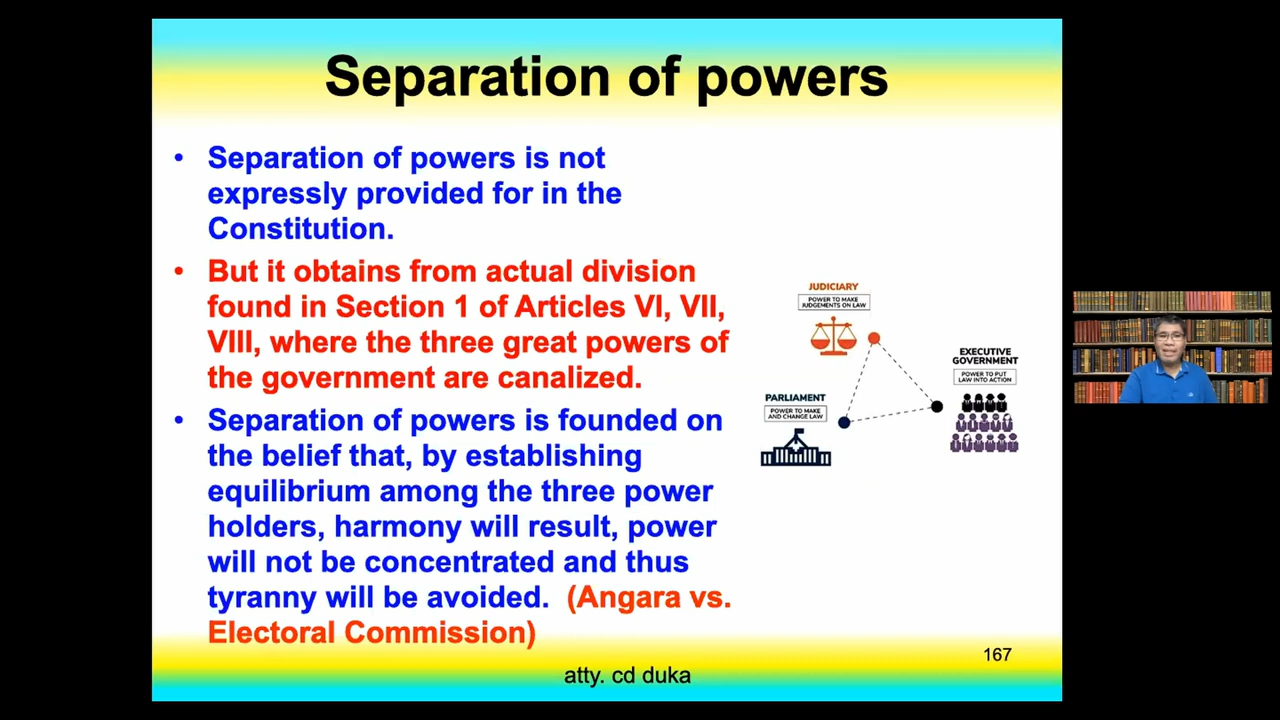 Separation of powers
• Separation of powers is not
expressly provided for in the
Constitution.
• But it obtains from actual division
found in Section 1 of Articles VI, VII,
VIII, where the three great powers of
the government are canalized.
• Separation of powers is founded on
the belief that, by establishing
equilibrium among the three power
holders, harmony will result, power
will not be concentrated and thus
tyranny will be avoided. (Angara vs.
Electoral Commission)
JUDICIARY
POWER TO MAKE
JUDGEMENTS ON LAW
EXECUTIVE
GOVERNMENT
POWER TO PUT
LAW INTO ACTION
PARLIAMENT
POWER TO MAKE
AND CHANGE LAW
167
atty. cd duka